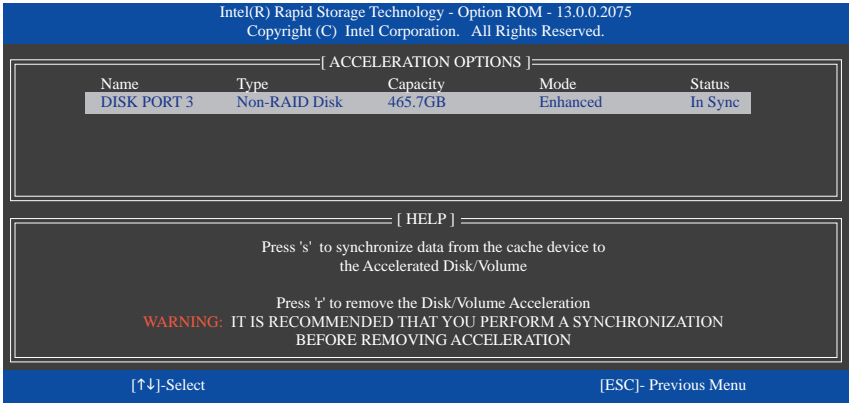 Intel(R) Rapid Storage Technology - Option ROM - 13.0.0.2075
Copyright (C) Intel Corporation. All Rights Reserved.
[ ACCELERATION OPTIONS ]
Name Type Capacity Mode Status
DISK PORT 3 Non-RAID Disk 465.7GB Enhanced In Sync
[ HELP ]
Press 's' to synchronize data from the cache device to
the Accelerated Disk/Volume
Press 'r' to remove the Disk/Volume Acceleration
WARNING: IT IS RECOMMENDED THAT YOU PERFORM A SYNCHRONIZATION
BEFORE REMOVING ACCELERATION
[↑↓]-Select [ESC]- Previous Menu